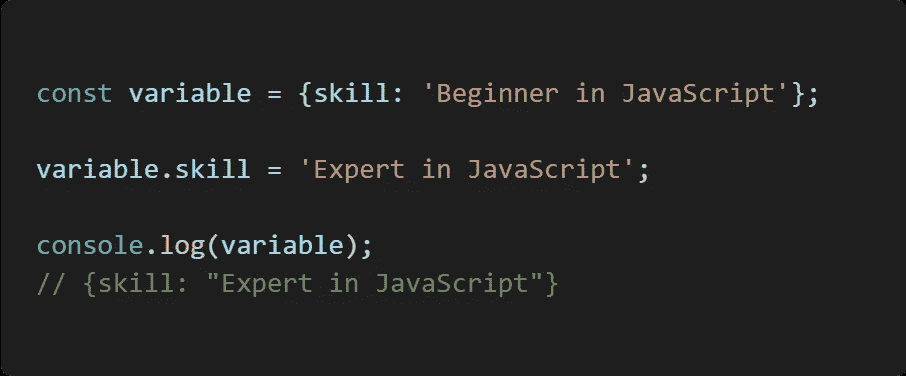 const variable = {skill: 'Beginner in JavaScript'};
variable.skill = 'Expert in JavaScript';
console.log(variable);
// {skill: "Expert in JavaScript"}